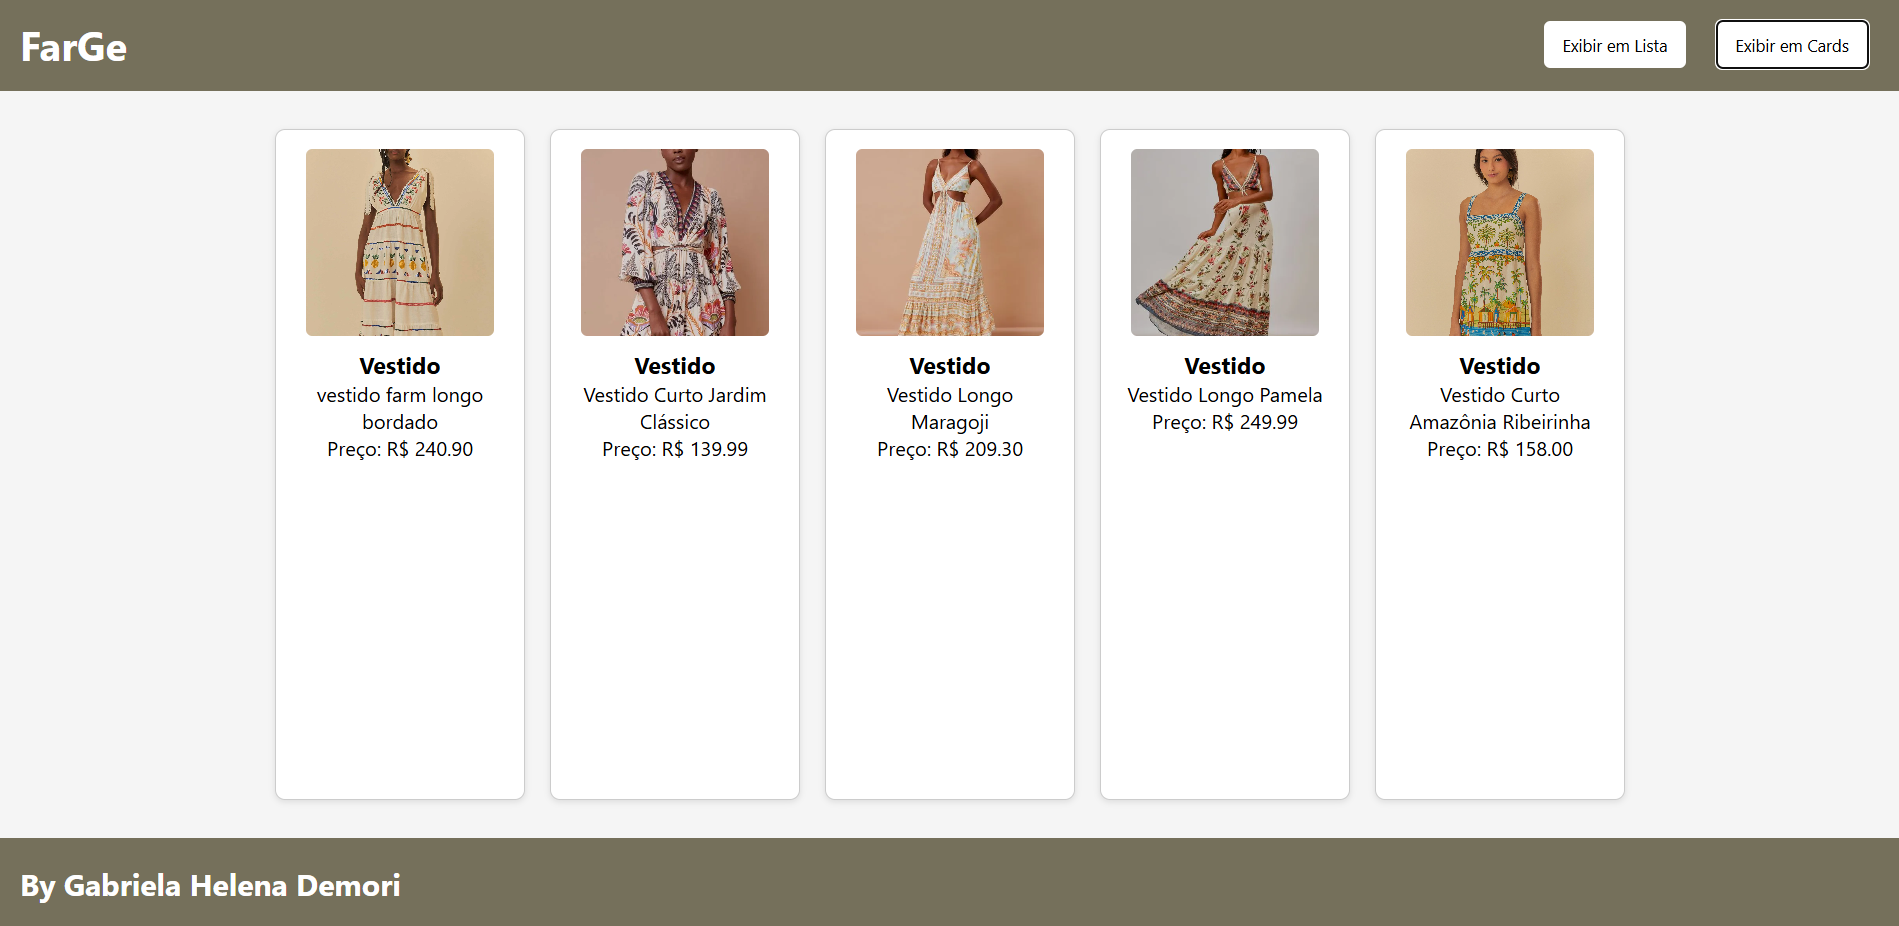 FarGe
Exibir em Lista
Exibir em Cards
Vestido
vestido farm longo
bordado
Preço: R$ 240.90
Vestido
Vestido Curto Jardim
Clássico
Preço: R$ 139.99
Vestido
Vestido Longo
Maragoji
Preço: R$ 209.30
Vestido
Vestido Longo Pamela
Preço: R$ 249.99
Vestido
Vestido Curto
Amazônia Ribeirinha
Preço: R$ 158.00
By Gabriela Helena Demori